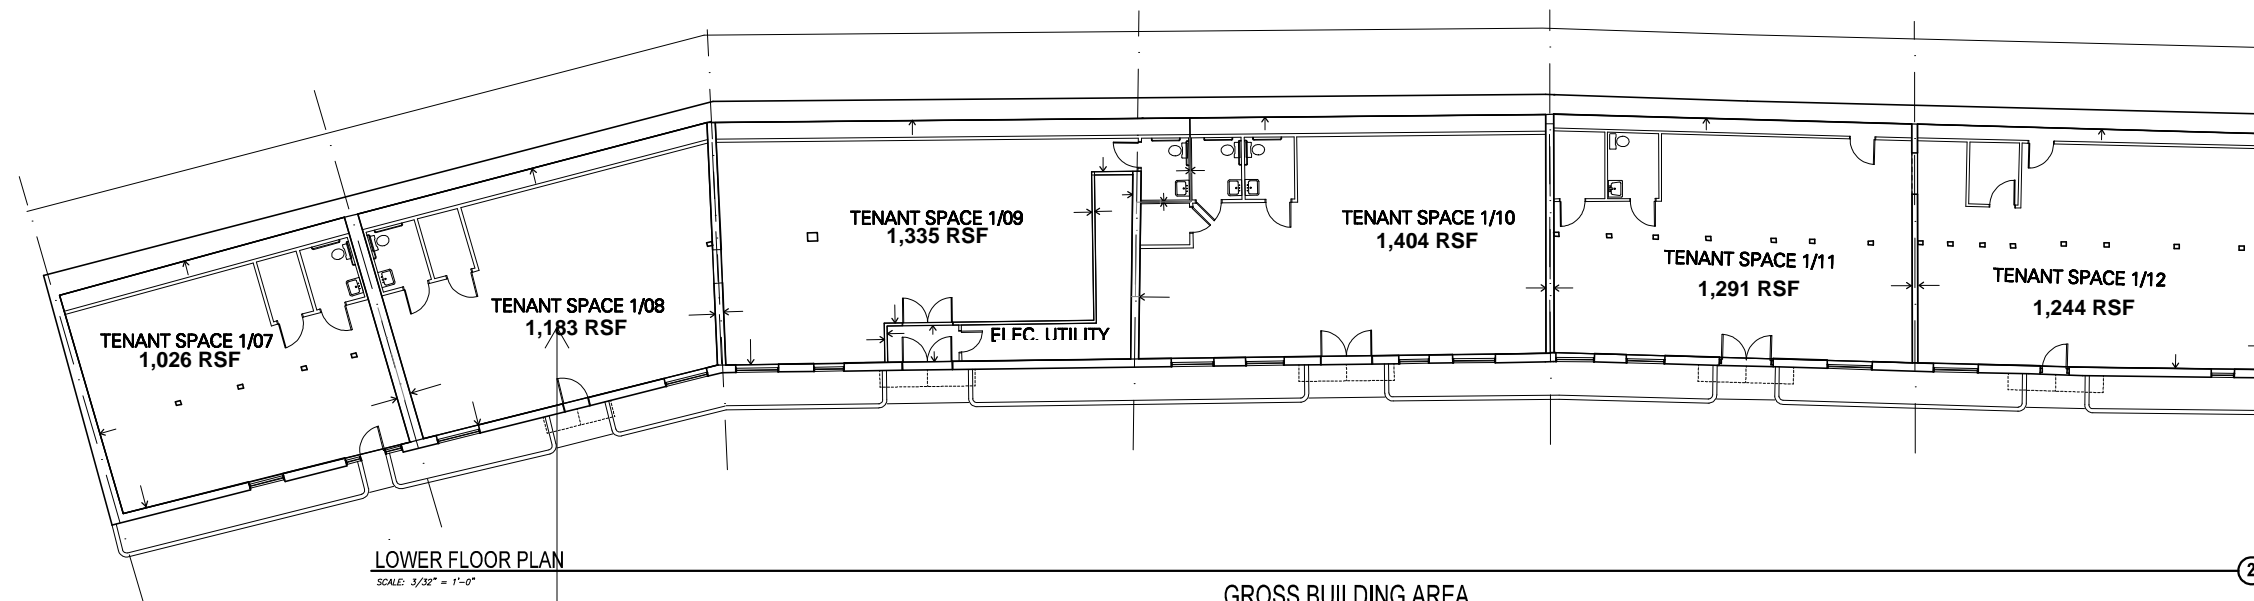 TENANT SPACE 1/07
1,026 RSF
TENANT SPACE 1/08
1,183 RSF
TENANT SPACE 1/09
1,335 RSF
ELEC. UTILITY
TENANT SPACE 1/10
1,404 RSF
TENANT SPACE 1/11
1,291 RSF
TENANT SPACE 1/12
1,244 RSF
LOWER FLOOR PLAN
SCALE: 3/32" = 1'-0"
2
GROSS BUILDING AREA